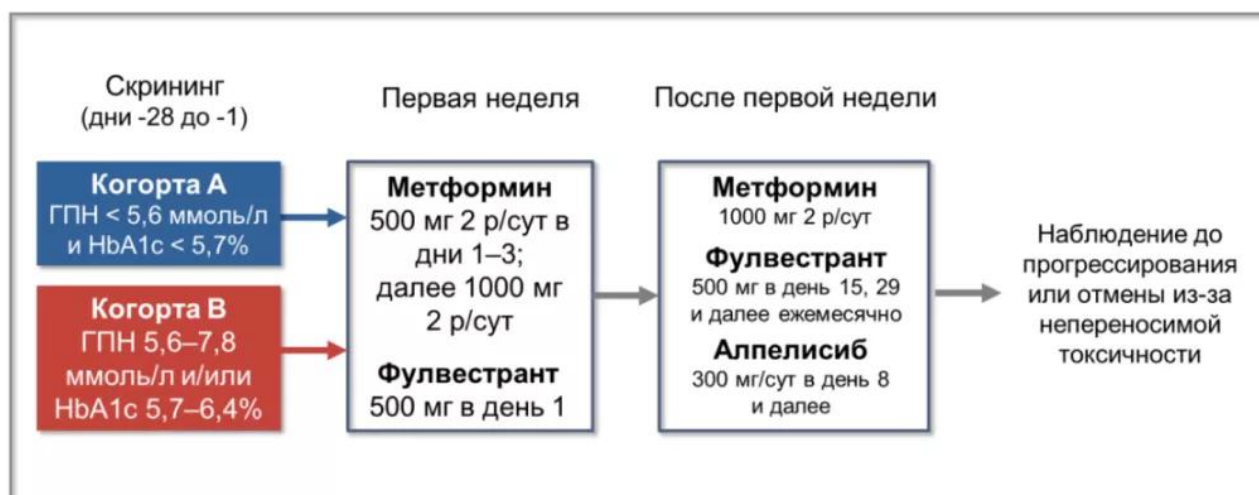 Скрининг
(дни -28 до -1)
Когорта А
ГПН < 5,6 ммоль/л
и HbA1c < 5,7%
Когорта В
ГПН 5,6–7,8
ммоль/л и/или
HbA1c 5,7–6,4%
Первая неделя
Метформин
500 мг 2 р/сут в
дни 1–3;
далее 1000 мг
2 р/сут
Фулвестрант
500 мг в день 1
После первой недели
Метформин
1000 мг 2 р/сут
Фулвестрант
500 мг в день 15, 29
и далее ежемесячно
Алпелисиб
300 мг/сут в день 8
и далее
Наблюдение до
прогрессирования
или отмены из-за
непереносимой
токсичности